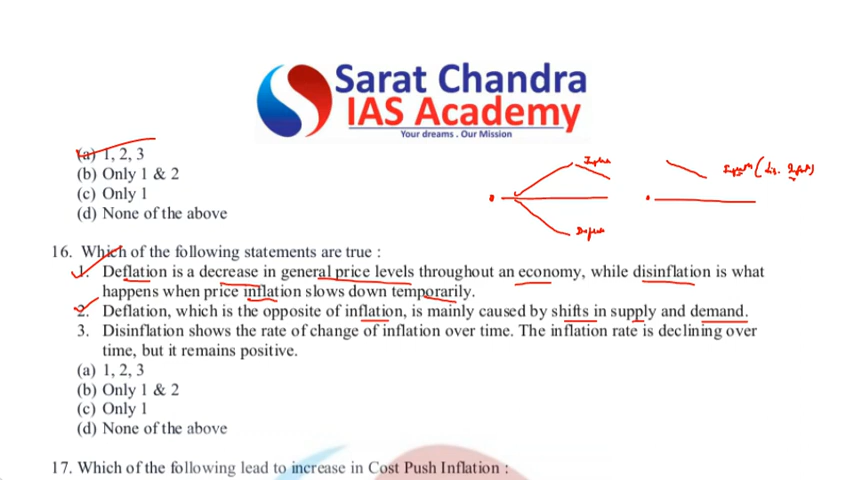 Sarat Chandra
IAS Academy
Your dreams . Our Mission
(a) 1, 2, 3
(b) Only 1 & 2
(c) Only 1
(d) None of the above
16. Which of the following statements are true :
1. Deflation is a decrease in general price levels throughout an economy, while disinflation is what
happens when price inflation slows down temporarily.
2. Deflation, which is the opposite of inflation, is mainly caused by shifts in supply and demand.
3. Disinflation shows the rate of change of inflation over time. The inflation rate is declining over
time, but it remains positive.
(a) 1, 2, 3
(b) Only 1 & 2
(c) Only 1
(d) None of the above
17. Which of the following lead to increase in Cost Push Inflation :